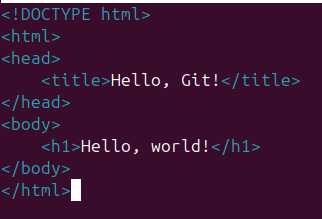 <!DOCTYPE html>
<html>
<head>
    <title>Hello, Git!</title>
</head>
<body>
    <h1>Hello, world!</h1>
</body>
</html>